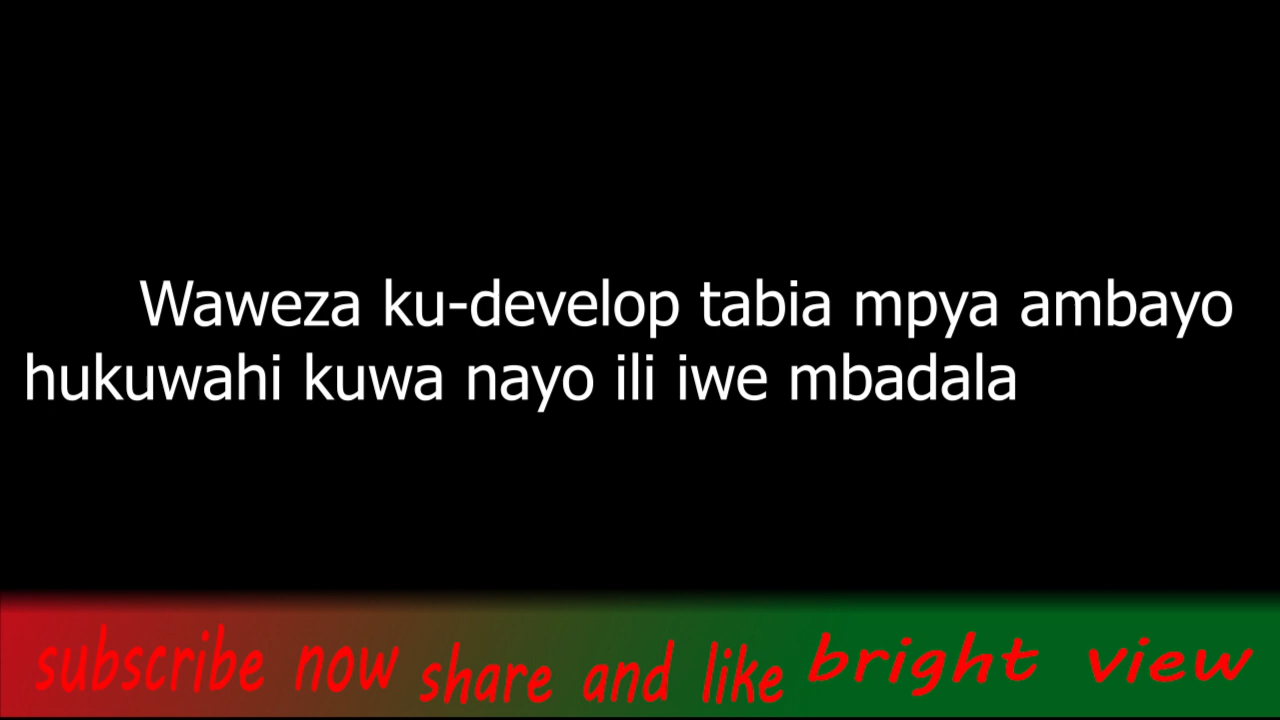 Waweza ku-develop tabia mpya ambayo
hukuwahi kuwa nayo ili iwe mbadala
subscribe now share and like bright view